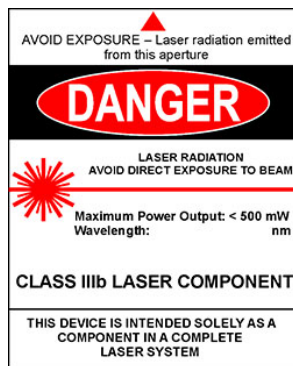 AVOID EXPOSURE – Laser radiation emitted
from this aperture
DANGER
LASER RADIATION
AVOID DIRECT EXPOSURE TO BEAM
Maximum Power Output: < 500 mW
Wavelength: nm
CLASS IIIb LASER COMPONENT
THIS DEVICE IS INTENDED SOLELY AS A
COMPONENT IN A COMPLETE
LASER SYSTEM